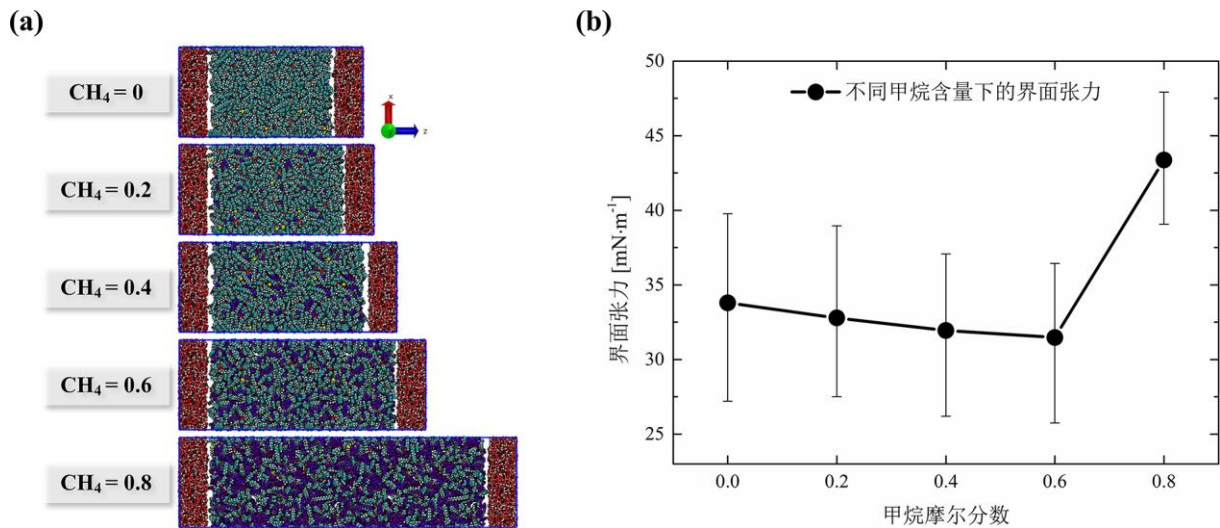 (a)
CH₄ = 0
x
z
CH₄ = 0.2
CH₄ = 0.4
CH₄ = 0.6
CH₄ = 0.8
(b)
不同甲烷含量下的界面张力
界面张力 [mN·m⁻¹]
50
45
40
35
30
25
0.0 0.2 0.4 0.6 0.8
甲烷摩尔分数